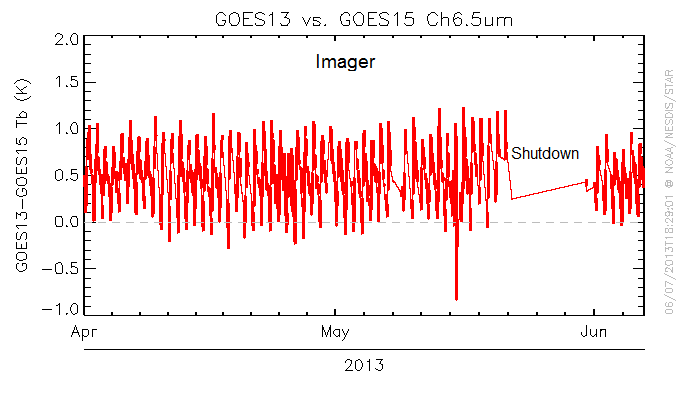 GOES13 vs. GOES15 Ch6.5um
Imager
GOES13-GOES15 Tb (K)
2.0
1.5
1.0
0.5
0.0
-0.5
-1.0
Shutdown
Apr May Jun
2013
06/07/2013T18:29:01 @ NOAA/NESDIS/STAR